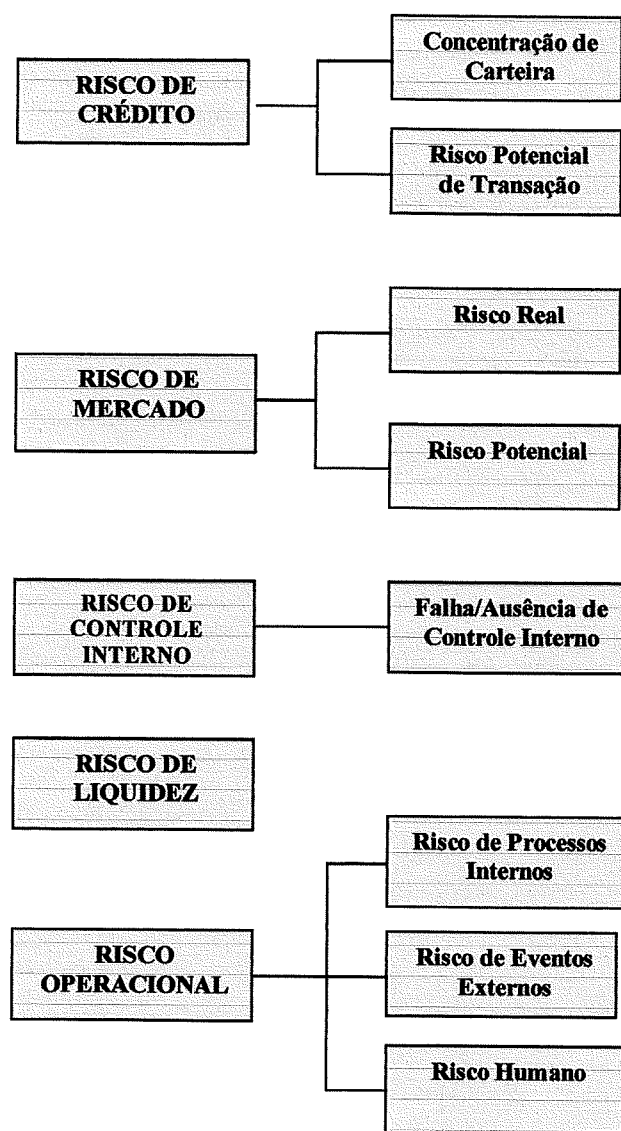 RISCO DE
CRÉDITO
Concentração de
Carteira
Risco Potencial
de Transação
RISCO DE
MERCADO
Risco Real
Risco Potencial
RISCO DE
CONTROLE
INTERNO
Falha/Ausência de
Controle Interno
RISCO DE
LIQUIDEZ
RISCO
OPERACIONAL
Risco de Processos
Internos
Risco de Eventos
Externos
Risco Humano